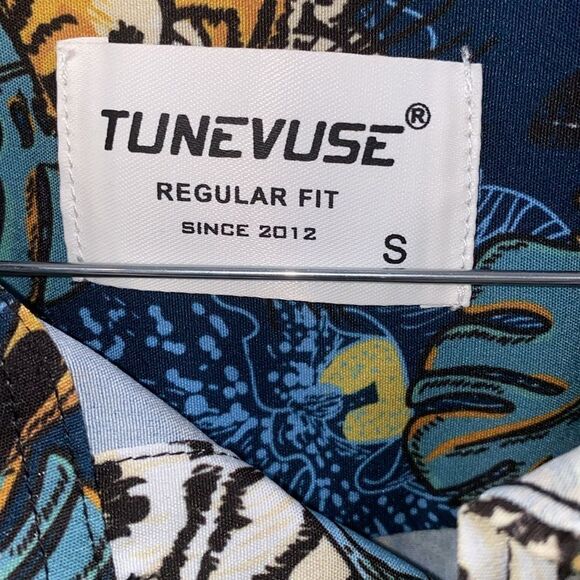 TUNEVUSE®
REGULAR FIT
SINCE 2012
S